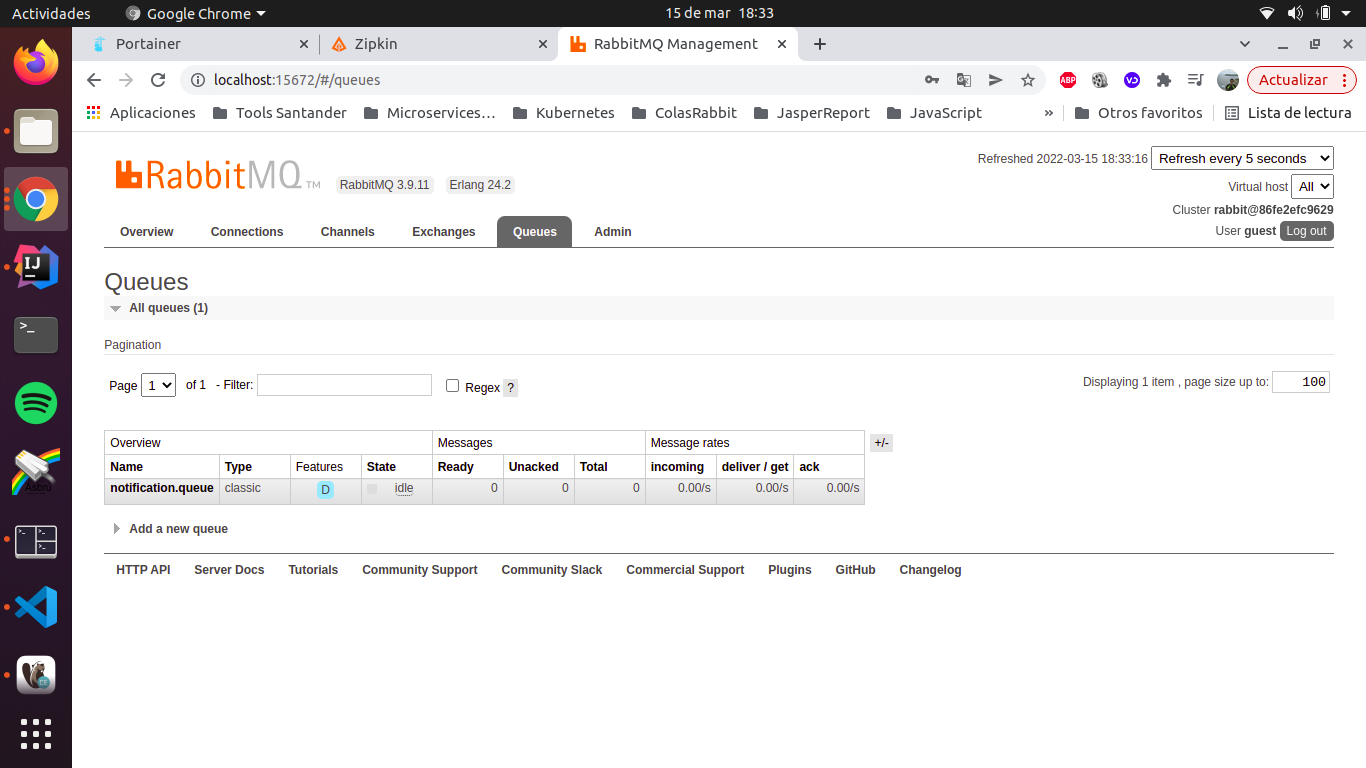 Actividades Google Chrome 15 de mar 18:33
Portainer Zipkin RabbitMQ Management
localhost:15672/#/queues ABP Actualizar
Aplicaciones Tools Santander Microservices… Kubernetes ColasRabbit JasperReport JavaScript » Otros favoritos Lista de lectura
RabbitMQ TM RabbitMQ 3.9.11 Erlang 24.2
Refreshed 2022-03-15 18:33:16 Refresh every 5 seconds
Virtual host All
Cluster rabbit@86fe2efc9629
User guest Log out
Overview Connections Channels Exchanges Queues Admin
Queues
All queues (1)
Pagination
Page 1 of 1 - Filter: Regex ?
Displaying 1 item , page size up to: 100
Overview Messages Message rates +/-
Name Type Features State Ready Unacked Total incoming deliver / get ack
notification.queue classic D idle 0 0 0 0.00/s 0.00/s 0.00/s
Add a new queue
HTTP API Server Docs Tutorials Community Support Community Slack Commercial Support Plugins GitHub Changelog